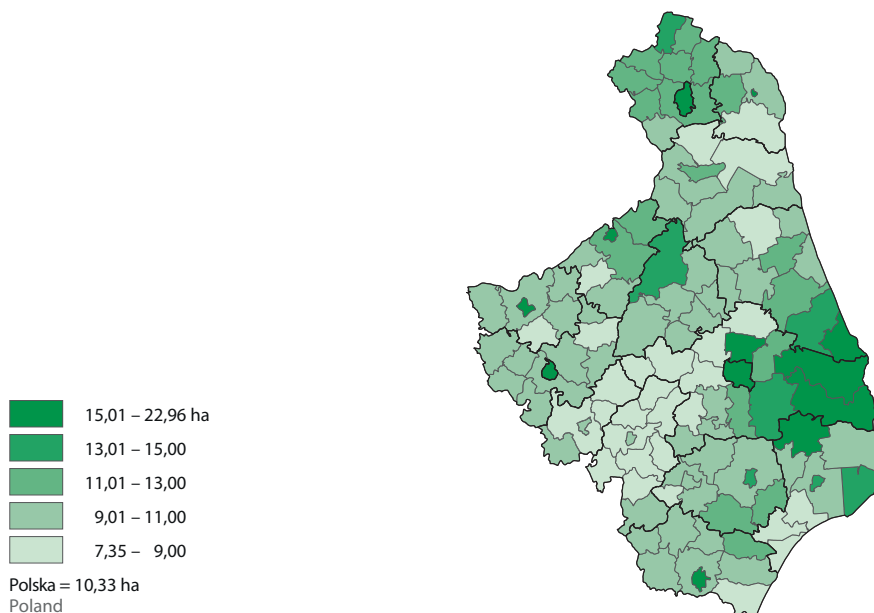 15,01 – 22,96 ha
13,01 – 15,00
11,01 – 13,00
9,01 – 11,00
7,35 – 9,00
Polska = 10,33 ha
Poland